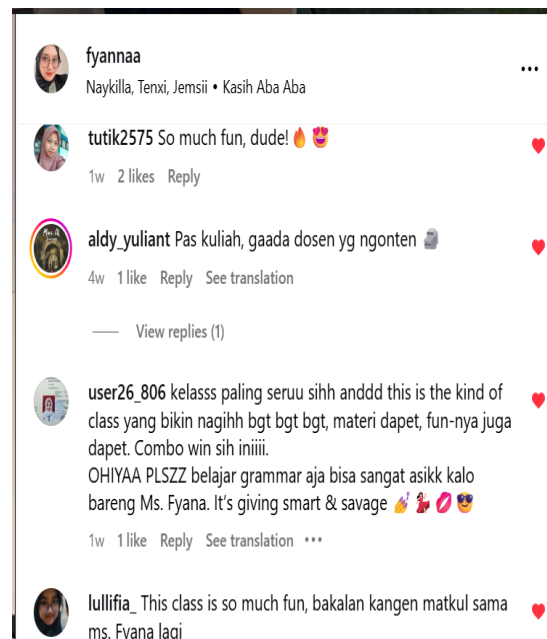 fyannaa
Naykilla, Tenxi, Jemsii • Kasih Aba Aba
tutik2575 So much fun, dude! 🔥 😍
1w 2 likes Reply
aldy_yuliant Pas kuliah, gaada dosen yg ngonten 🗿
4w 1 like Reply See translation
View replies (1)
user26_806 kelasss paling seruu sihh anddd this is the kind of
class yang bikin nagihh bgt bgt bgt, materi dapet, fun-nya juga
dapet. Combo win sih iniiii.
OHIYAA PLSZZ belajar grammar aja bisa sangat asikk kalo
bareng Ms. Fyana. It's giving smart & savage 💅 💃 💋 😎
1w 1 like Reply See translation •••
lullifia_ This class is so much fun, bakalan kangen matkul sama
ms. Fyana lagi